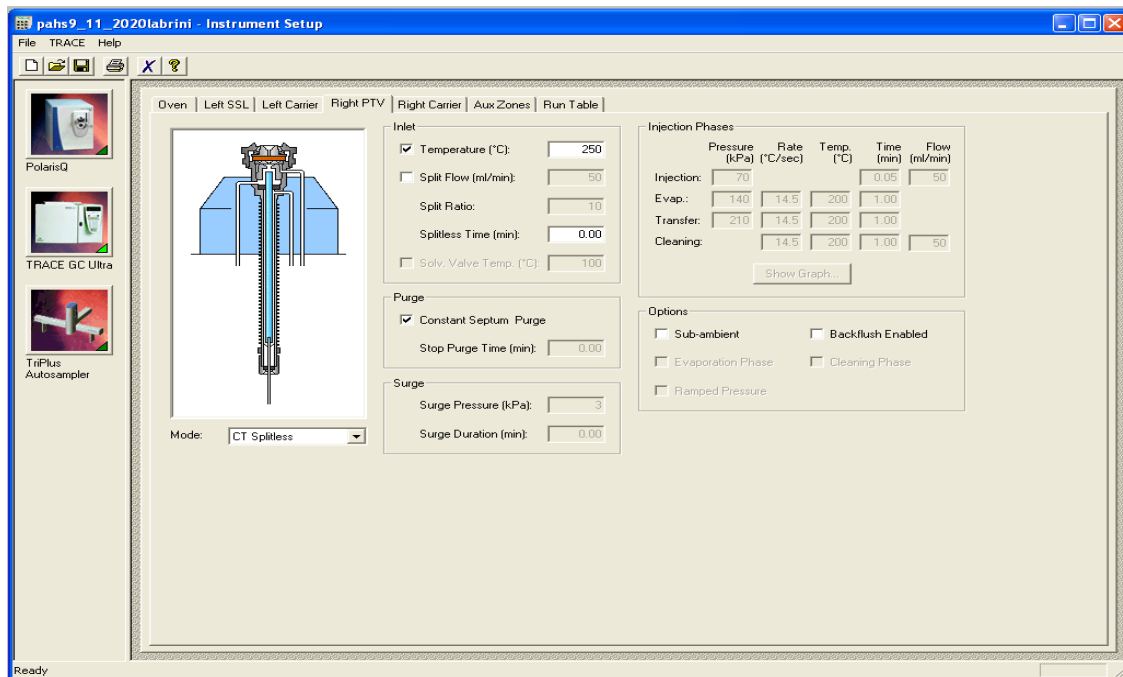 pahs9_11_2020labrini - Instrument Setup
File TRACE Help
PolarisQ
TRACE GC Ultra
TriPlus
Autosampler
Oven Left SSL Left Carrier Right PTV Right Carrier Aux Zones Run Table
Mode: CT Splitless
Inlet
Temperature (°C): 250
Split Flow (ml/min): 50
Split Ratio: 10
Splitless Time (min): 0.00
Solv. Valve Temp. (°C): 100
Purge
Constant Septum Purge
Stop Purge Time (min): 0.00
Surge
Surge Pressure (kPa): 3
Surge Duration (min): 0.00
Injection Phases
Pressure Rate Temp. Time Flow
(kPa) (°C/sec) (°C) (min) (ml/min)
Injection: 70 0.05 50
Evap.: 140 14.5 200 1.00
Transfer: 210 14.5 200 1.00
Cleaning: 14.5 200 1.00 50
Show Graph...
Options
Sub-ambient Backflush Enabled
Evaporation Phase Cleaning Phase
Ramped Pressure
Ready